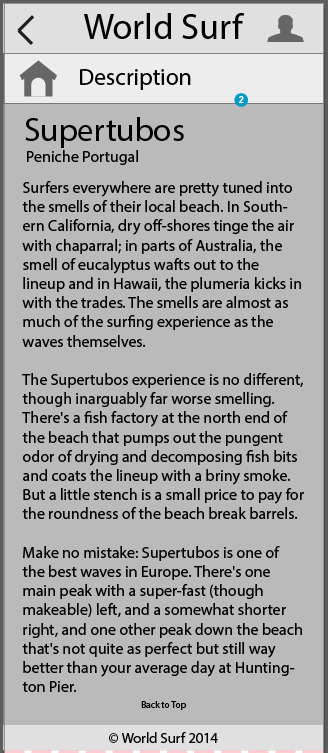 World Surf
Description
2
Supertubos
Peniche Portugal
Surfers everywhere are pretty tuned into
the smells of their local beach. In South-
ern California, dry off-shores tinge the air
with chaparral; in parts of Australia, the
smell of eucalyptus wafts out to the
lineup and in Hawaii, the plumeria kicks in
with the trades. The smells are almost as
much of the surfing experience as the
waves themselves.
The Supertubos experience is no different,
though inarguably far worse smelling.
There's a fish factory at the north end of
the beach that pumps out the pungent
odor of drying and decomposing fish bits
and coats the lineup with a briny smoke.
But a little stench is a small price to pay for
the roundness of the beach break barrels.
Make no mistake: Supertubos is one of
the best waves in Europe. There's one
main peak with a super-fast (though
makeable) left, and a somewhat shorter
right, and one other peak down the beach
that's not quite as perfect but still way
better than your average day at Hunting-
ton Pier.
Back to Top
© World Surf 2014